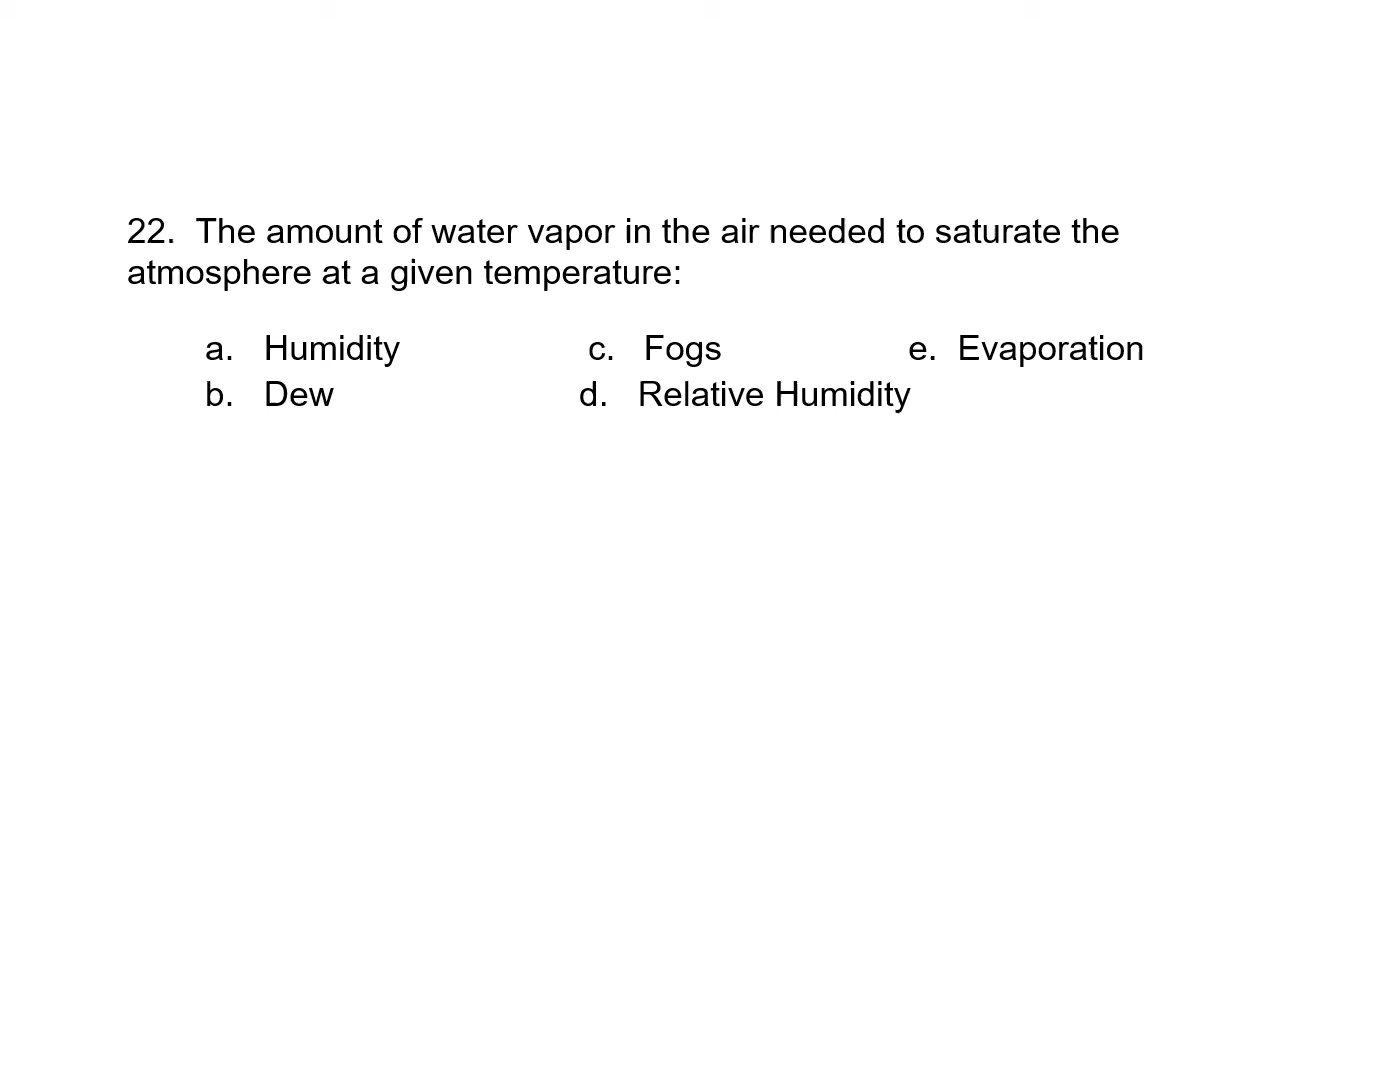 22.  The amount of water vapor in the air needed to saturate the
atmosphere at a given temperature:
a.   Humidity   c.   Fogs   e.  Evaporation
b.   Dew   d.   Relative Humidity